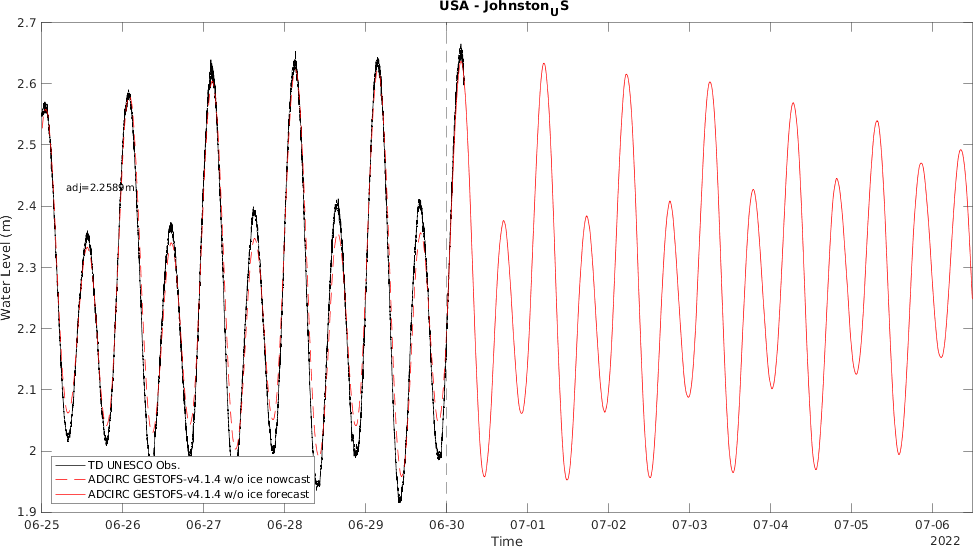 USA - Johnston_US
2.7
2.6
2.5
2.4
2.3
2.2
2.1
2
1.9
Water Level (m)
adj=2.2589m
TD UNESCO Obs.
ADCIRC GESTOFS-v4.1.4 w/o ice nowcast
ADCIRC GESTOFS-v4.1.4 w/o ice forecast
06-25 06-26 06-27 06-28 06-29 06-30 07-01 07-02 07-03 07-04 07-05 07-06
Time
2022